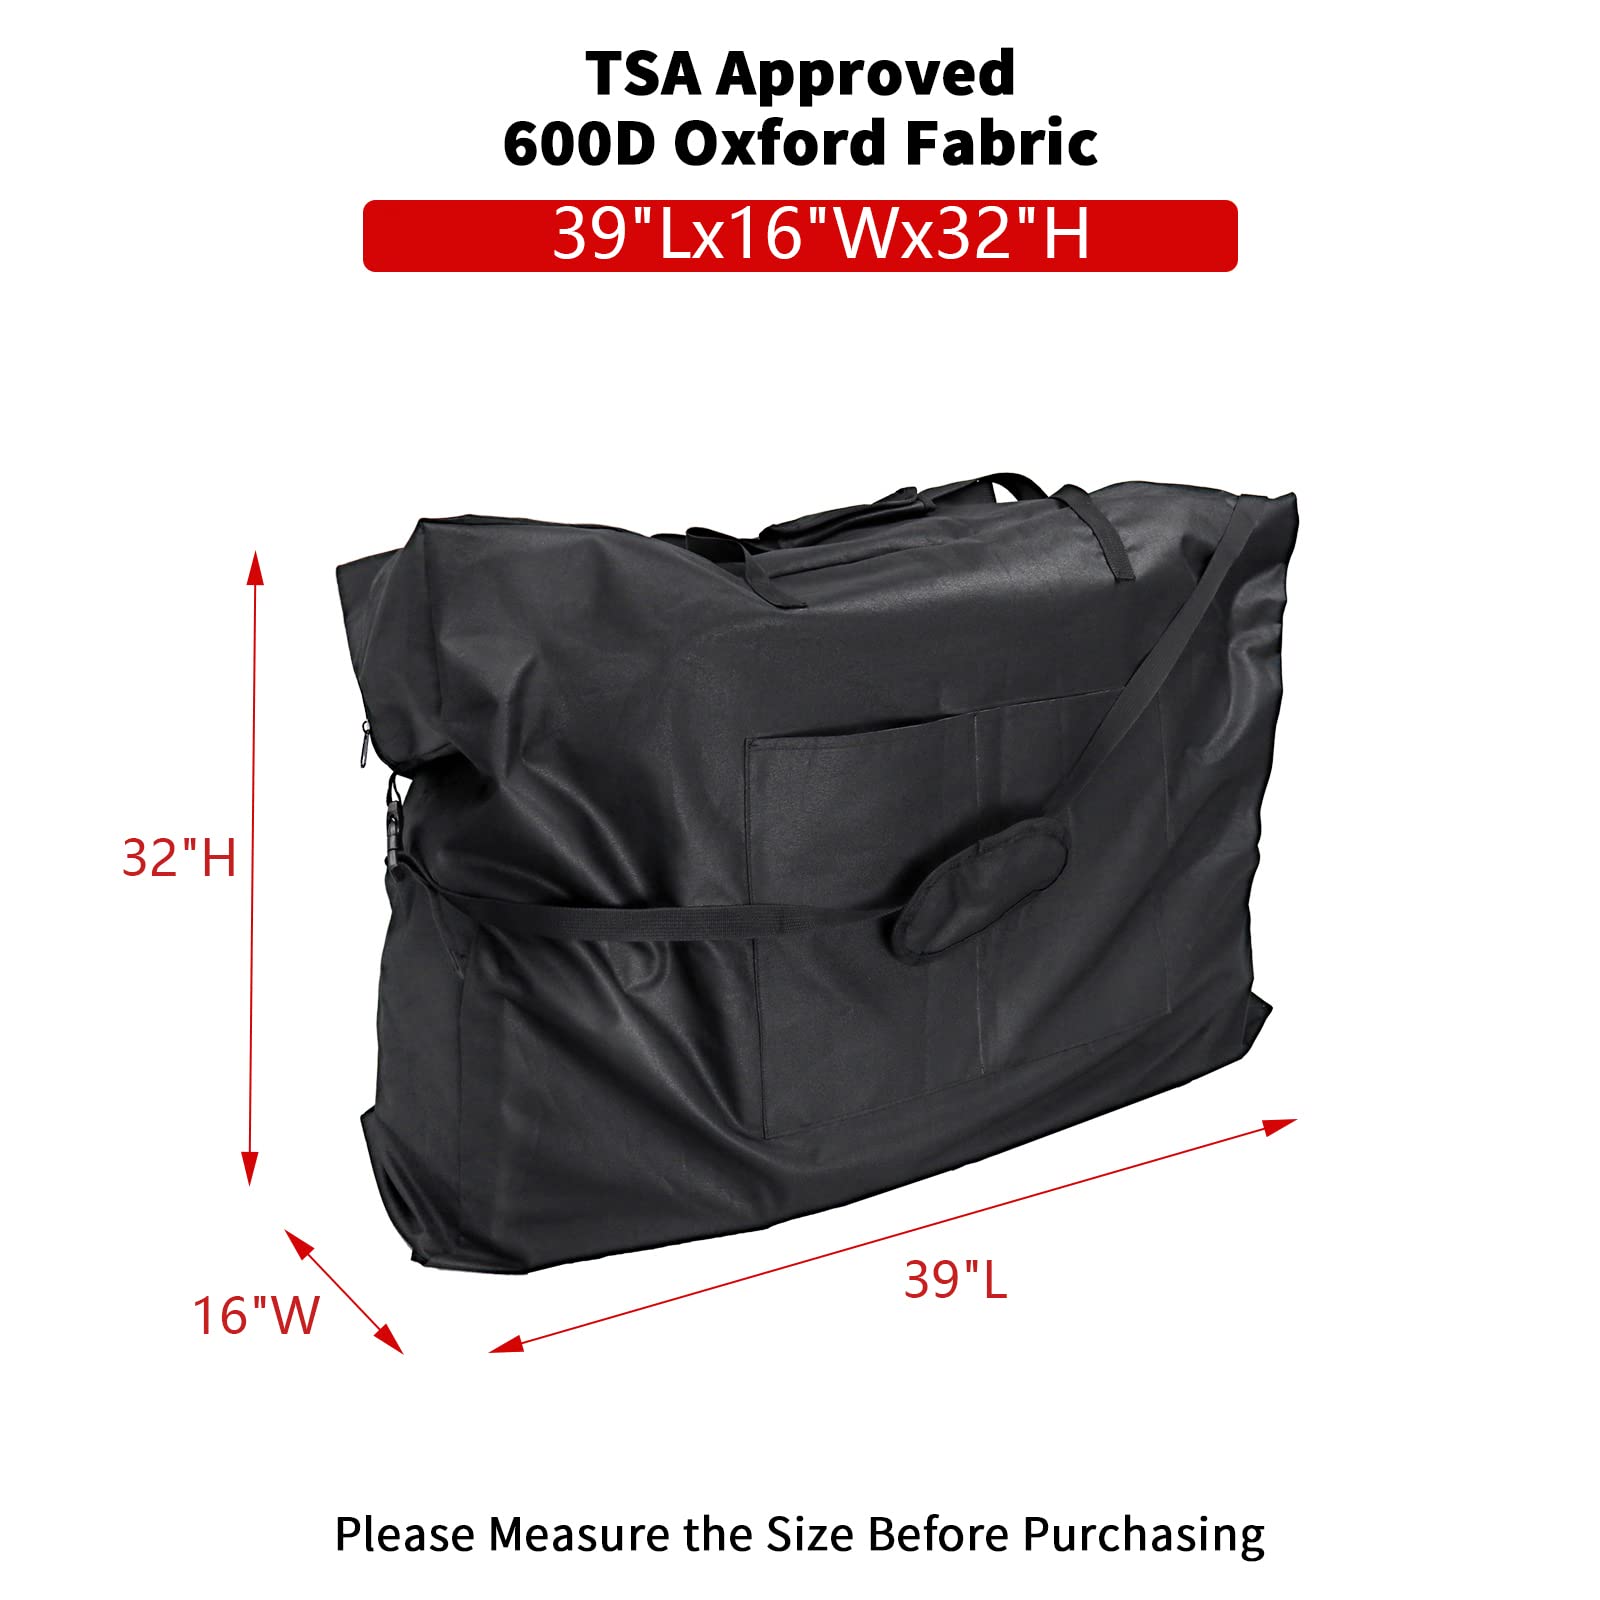 TSA Approved
600D Oxford Fabric
39"Lx16"Wx32"H
32"H
16"W
39"L
Please Measure the Size Before Purchasing